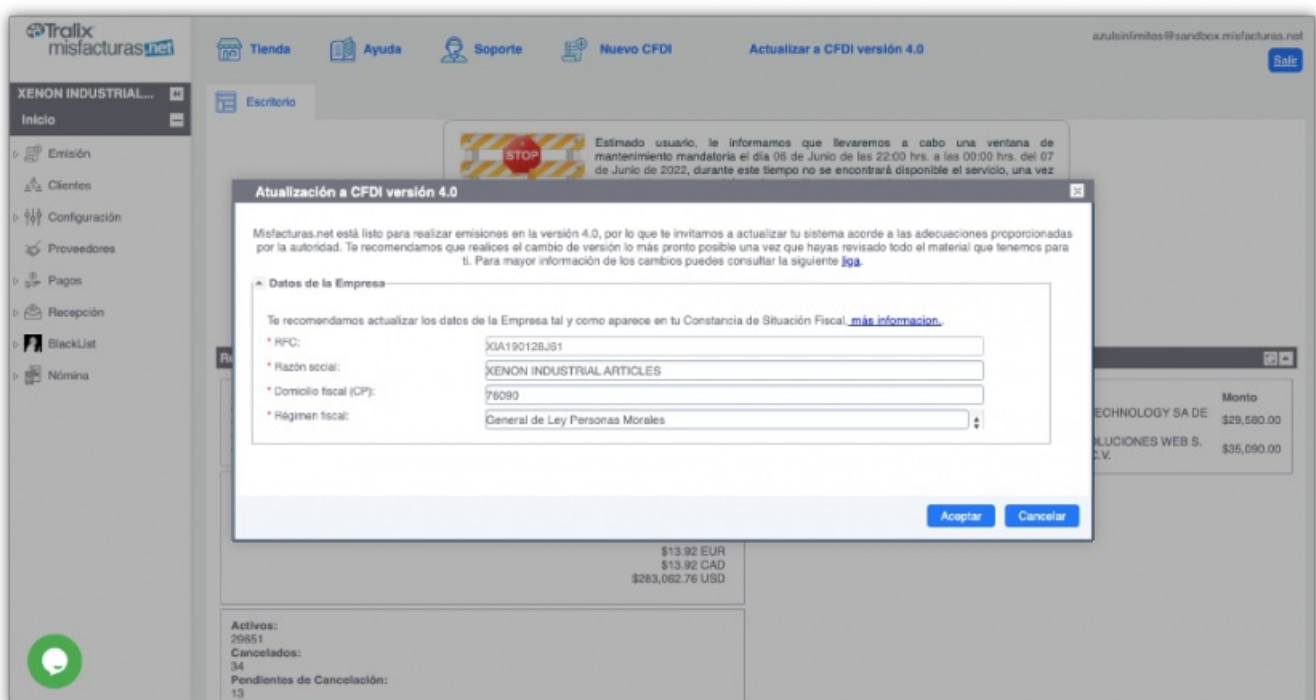 Tralix
misfacturas.net
Tienda
Ayuda
Soporte
Nuevo CFDI
Actualizar a CFDI versión 4.0
azulsinlimites@sandbox.misfacturas.net
Salir
XENON INDUSTRIAL...
Inicio
Emisión
Clientes
Configuración
Proveedores
Pagos
Recepción
BlackList
Nómina
Escritorio
STOP
Estimado usuario, le informamos que llevaremos a cabo una ventana de
mantenimiento mandatoria el día 06 de Junio de las 22:00 hrs. a las 00:00 hrs. del 07
de Junio de 2022, durante este tiempo no se encontrará disponible el servicio, una vez
Atualización a CFDI versión 4.0
Misfacturas.net está listo para realizar emisiones en la versión 4.0, por lo que te invitamos a actualizar tu sistema acorde a las adecuaciones proporcionadas
por la autoridad. Te recomendamos que realices el cambio de versión lo más pronto posible una vez que hayas revisado todo el material que tenemos para
ti. Para mayor información de los cambios puedes consultar la siguiente liga.
Datos de la Empresa
Te recomendamos actualizar los datos de la Empresa tal y como aparece en tu Constancia de Situación Fiscal, más informacion..
* RFC: XIA190128J61
* Razón social: XENON INDUSTRIAL ARTICLES
* Domicilio fiscal (CP): 76090
* Régimen fiscal: General de Ley Personas Morales
Aceptar
Cancelar
Monto
ECHNOLOGY SA DE
$29,580.00
OLUCIONES WEB S.
C.V.
$35,090.00
$13.92 EUR
$13.92 CAD
$283,062.76 USD
Activos:
29651
Cancelados:
34
Pendientes de Cancelación:
13